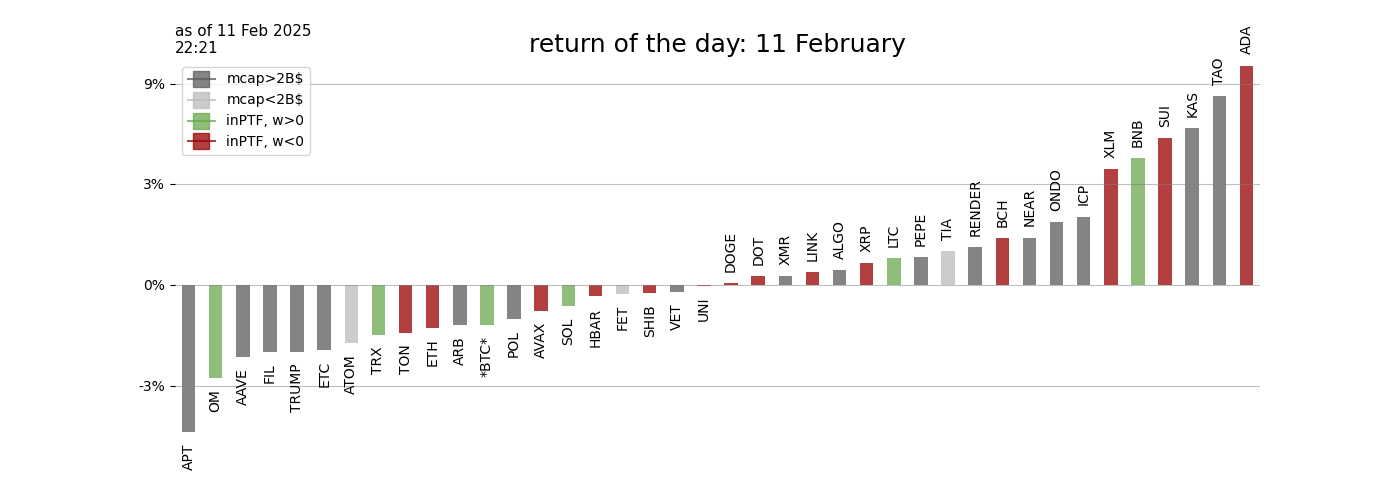 as of 11 Feb 2025
22:21
return of the day: 11 February
mcap>2B$
mcap<2B$
inPTF, w>0
inPTF, w<0
9%
3%
0%
-3%
APT
OM
AAVE
FIL
TRUMP
ETC
ATOM
TRX
TON
ETH
ARB
*BTC*
POL
AVAX
SOL
HBAR
FET
SHIB
VET
UNI
DOGE
DOT
XMR
LINK
ALGO
XRP
LTC
PEPE
TIA
RENDER
BCH
NEAR
ONDO
ICP
XLM
BNB
SUI
KAS
TAO
ADA